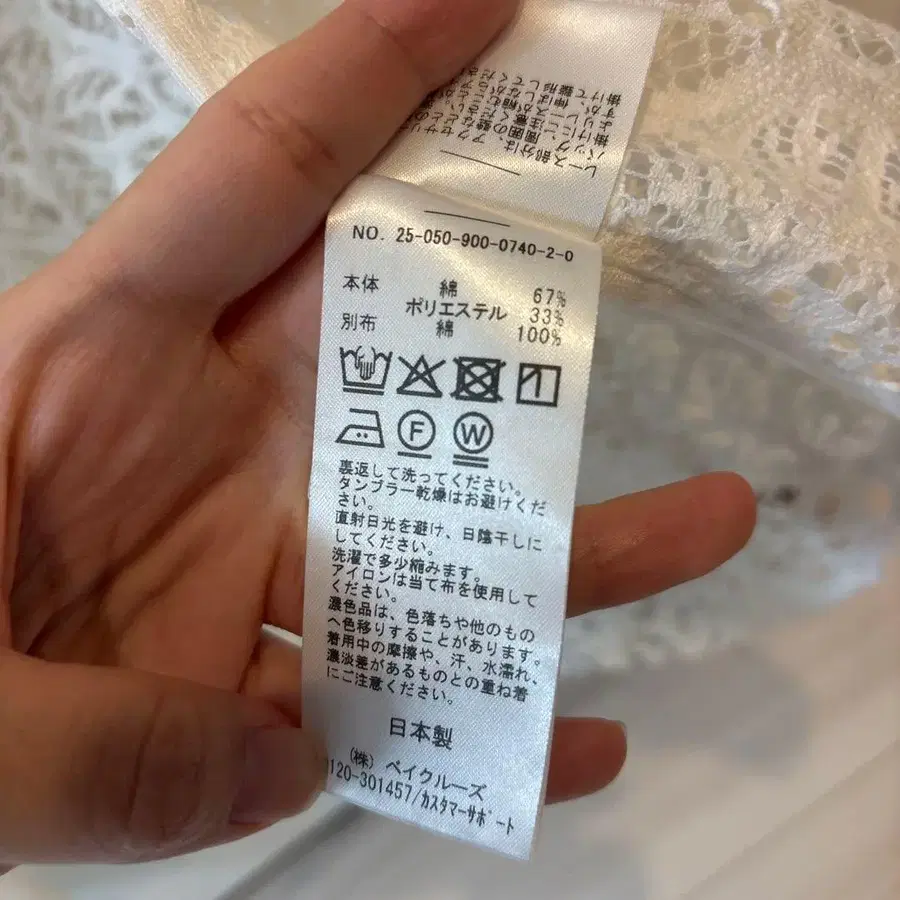 レース部分は、
NO. 25-050-900-0740-2-0
本体 綿 67%
ポリエステル 33%
別布 綿 100%
F W
裏返して洗ってください。
タンブラー乾燥はお避けくだ
さい。
直射日光を避け、日陰干しに
してください。
洗濯で多少縮みます。
アイロンは当て布を使用して
ください。
濃色品は、色落ちや他のもの
へ色移りすることがあります。
着用中の摩擦や、汗、水濡れ、
濃淡差があるものとの重ね着
にご注意ください。
日本製
(株) ベイクルーズ
0120-301457/カスタマーサポート